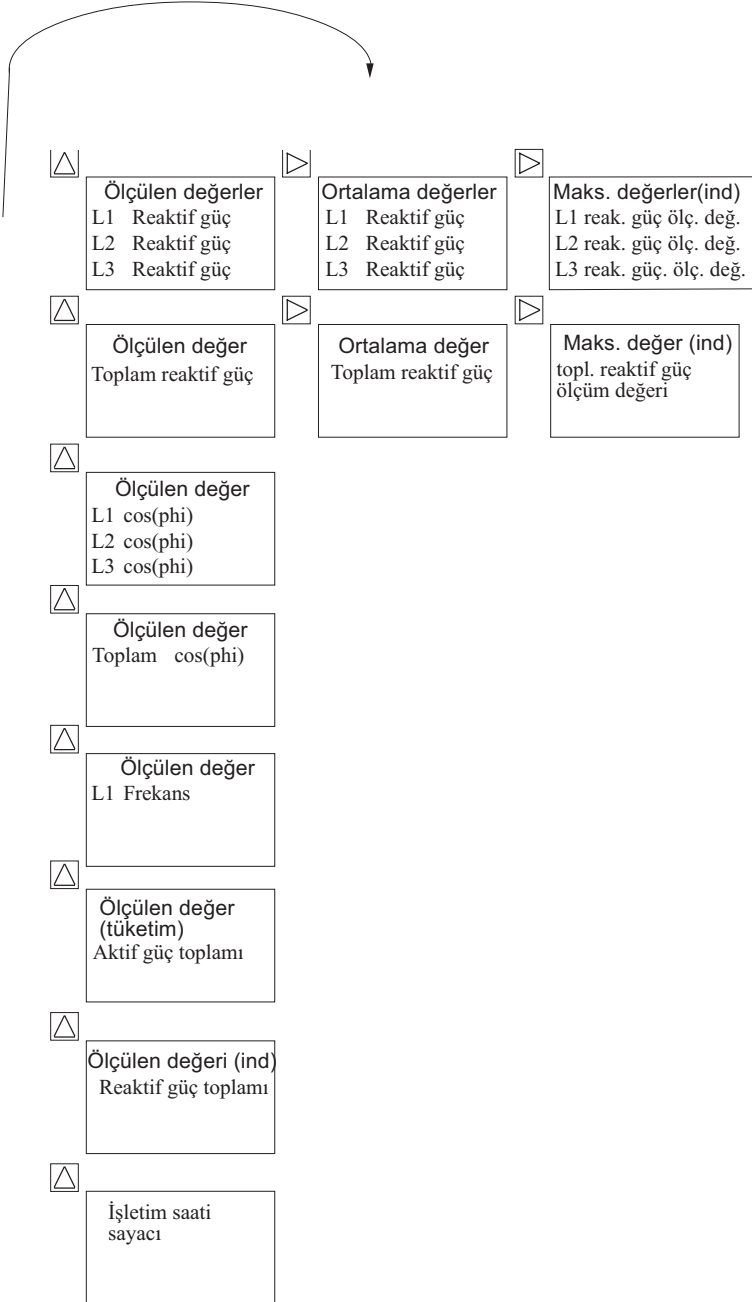 Ölçülen değerler
L1 Reaktif güç
L2 Reaktif güç
L3 Reaktif güç
Ortalama değerler
L1 Reaktif güç
L2 Reaktif güç
L3 Reaktif güç
Maks. değerler(ind)
L1 reak. güç ölç. değ.
L2 reak. güç ölç. değ.
L3 reak. güç. ölç. değ.
Ölçülen değer
Toplam reaktif güç
Ortalama değer
Toplam reaktif güç
Maks. değer (ind)
topl. reaktif güç
ölçüm değeri
Ölçülen değer
L1 cos(phi)
L2 cos(phi)
L3 cos(phi)
Ölçülen değer
Toplam cos(phi)
Ölçülen değer
L1 Frekans
Ölçülen değer
(tüketim)
Aktif güç toplamı
Ölçülen değeri (ind)
Reaktif güç toplamı
İşletim saati
sayacı